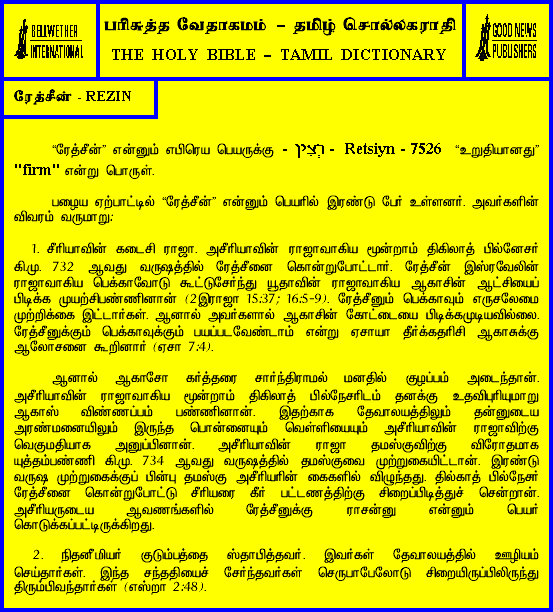 BELLWETHER
INTERNATIONAL
பரிசுத்த வேதாகமம் – தமிழ் சொல்லகராதி
THE HOLY BIBLE – TAMIL DICTIONARY
GOOD NEWS
PUBLISHERS
ரேத்சீன் - REZIN
“ரேத்சீன்” என்னும் எபிரெய பெயருக்கு - רְצִין - Retsiyn - 7526 “உறுதியானது”
"firm" என்று பொருள்.
பழைய ஏற்பாட்டில் “ரேத்சீன்” என்னும் பெயரில் இரண்டு பேர் உள்ளனர். அவர்களின்
விவரம் வருமாறு:
1. சீரியாவின் கடைசி ராஜா. அசீரியாவின் ராஜாவாகிய மூன்றாம் திகிலாத் பில்னேசர்
கி.மு. 732 ஆவது வருஷத்தில் ரேத்சீனை கொன்றுபோட்டார். ரேத்சீன் இஸ்ரவேலின்
ராஜாவாகிய பெக்காவோடு கூட்டுசேர்ந்து யூதாவின் ராஜாவாகிய ஆகாசின் ஆட்சியைப்
பிடிக்க முயற்சிபண்ணினான் (2இராஜா 15:37; 16:5-9). ரேத்சீனும் பெக்காவும் எருசலேமை
முற்றிக்கை இட்டார்கள். ஆனால் அவர்களால் ஆகாசின் கோட்டையை பிடிக்கமுடியவில்லை.
ரேத்சீனுக்கும் பெக்காவுக்கும் பயப்படவேண்டாம் என்று ஏசாயா தீர்க்கதரிசி ஆகாசுக்கு
ஆலோசனை கூறினார் (ஏசா 7:4).
ஆனால் ஆகாசோ கர்த்தரை சார்ந்திராமல் மனதில் குழப்பம் அடைந்தான்.
அசீரியாவின் ராஜாவாகிய மூன்றாம் திகிலாத் பில்நேசரிடம் தனக்கு உதவிபுரியுமாறு
ஆகாஸ் விண்ணப்பம் பண்ணினான். இதற்காக தேவாலயத்திலும் தன்னுடைய
அரண்மனையிலும் இருந்த பொன்னையும் வெள்ளியையும் அசீரியாவின் ராஜாவிற்கு
வெகுமதியாக அனுப்பினான். அசீரியாவின் ராஜா தமஸ்குவிற்கு விரோதமாக
யுத்தம்பண்ணி கி.மு. 734 ஆவது வருஷத்தில் தமஸ்குவை முற்றுகையிட்டான். இரண்டு
வருஷ முற்றுகைக்குப் பின்பு தமஸ்கு அசீரியரின் கைகளில் விழுந்தது. தில்காத் பில்நேசர்
ரேத்சீனை கொன்றுபோட்டு சீரியரை கீர் பட்டணத்திற்கு சிறைப்பிடித்துச் சென்றான்.
அசீரியருடைய ஆவணங்களில் ரேத்சீனுக்கு ராசன்னு என்னும் பெயர்
கொடுக்கப்பட்டிருக்கிறது.
2. நிதனீமியர் குடும்பத்தை ஸ்தாபித்தவர். இவர்கள் தேவாலயத்தில் ஊழியம்
செய்தார்கள். இந்த சந்ததியைச் சேர்ந்தவர்கள் செருபாபேலோடு சிறையிருப்பிலிருந்து
திரும்பிவந்தார்கள் (எஸ்றா 2:48).